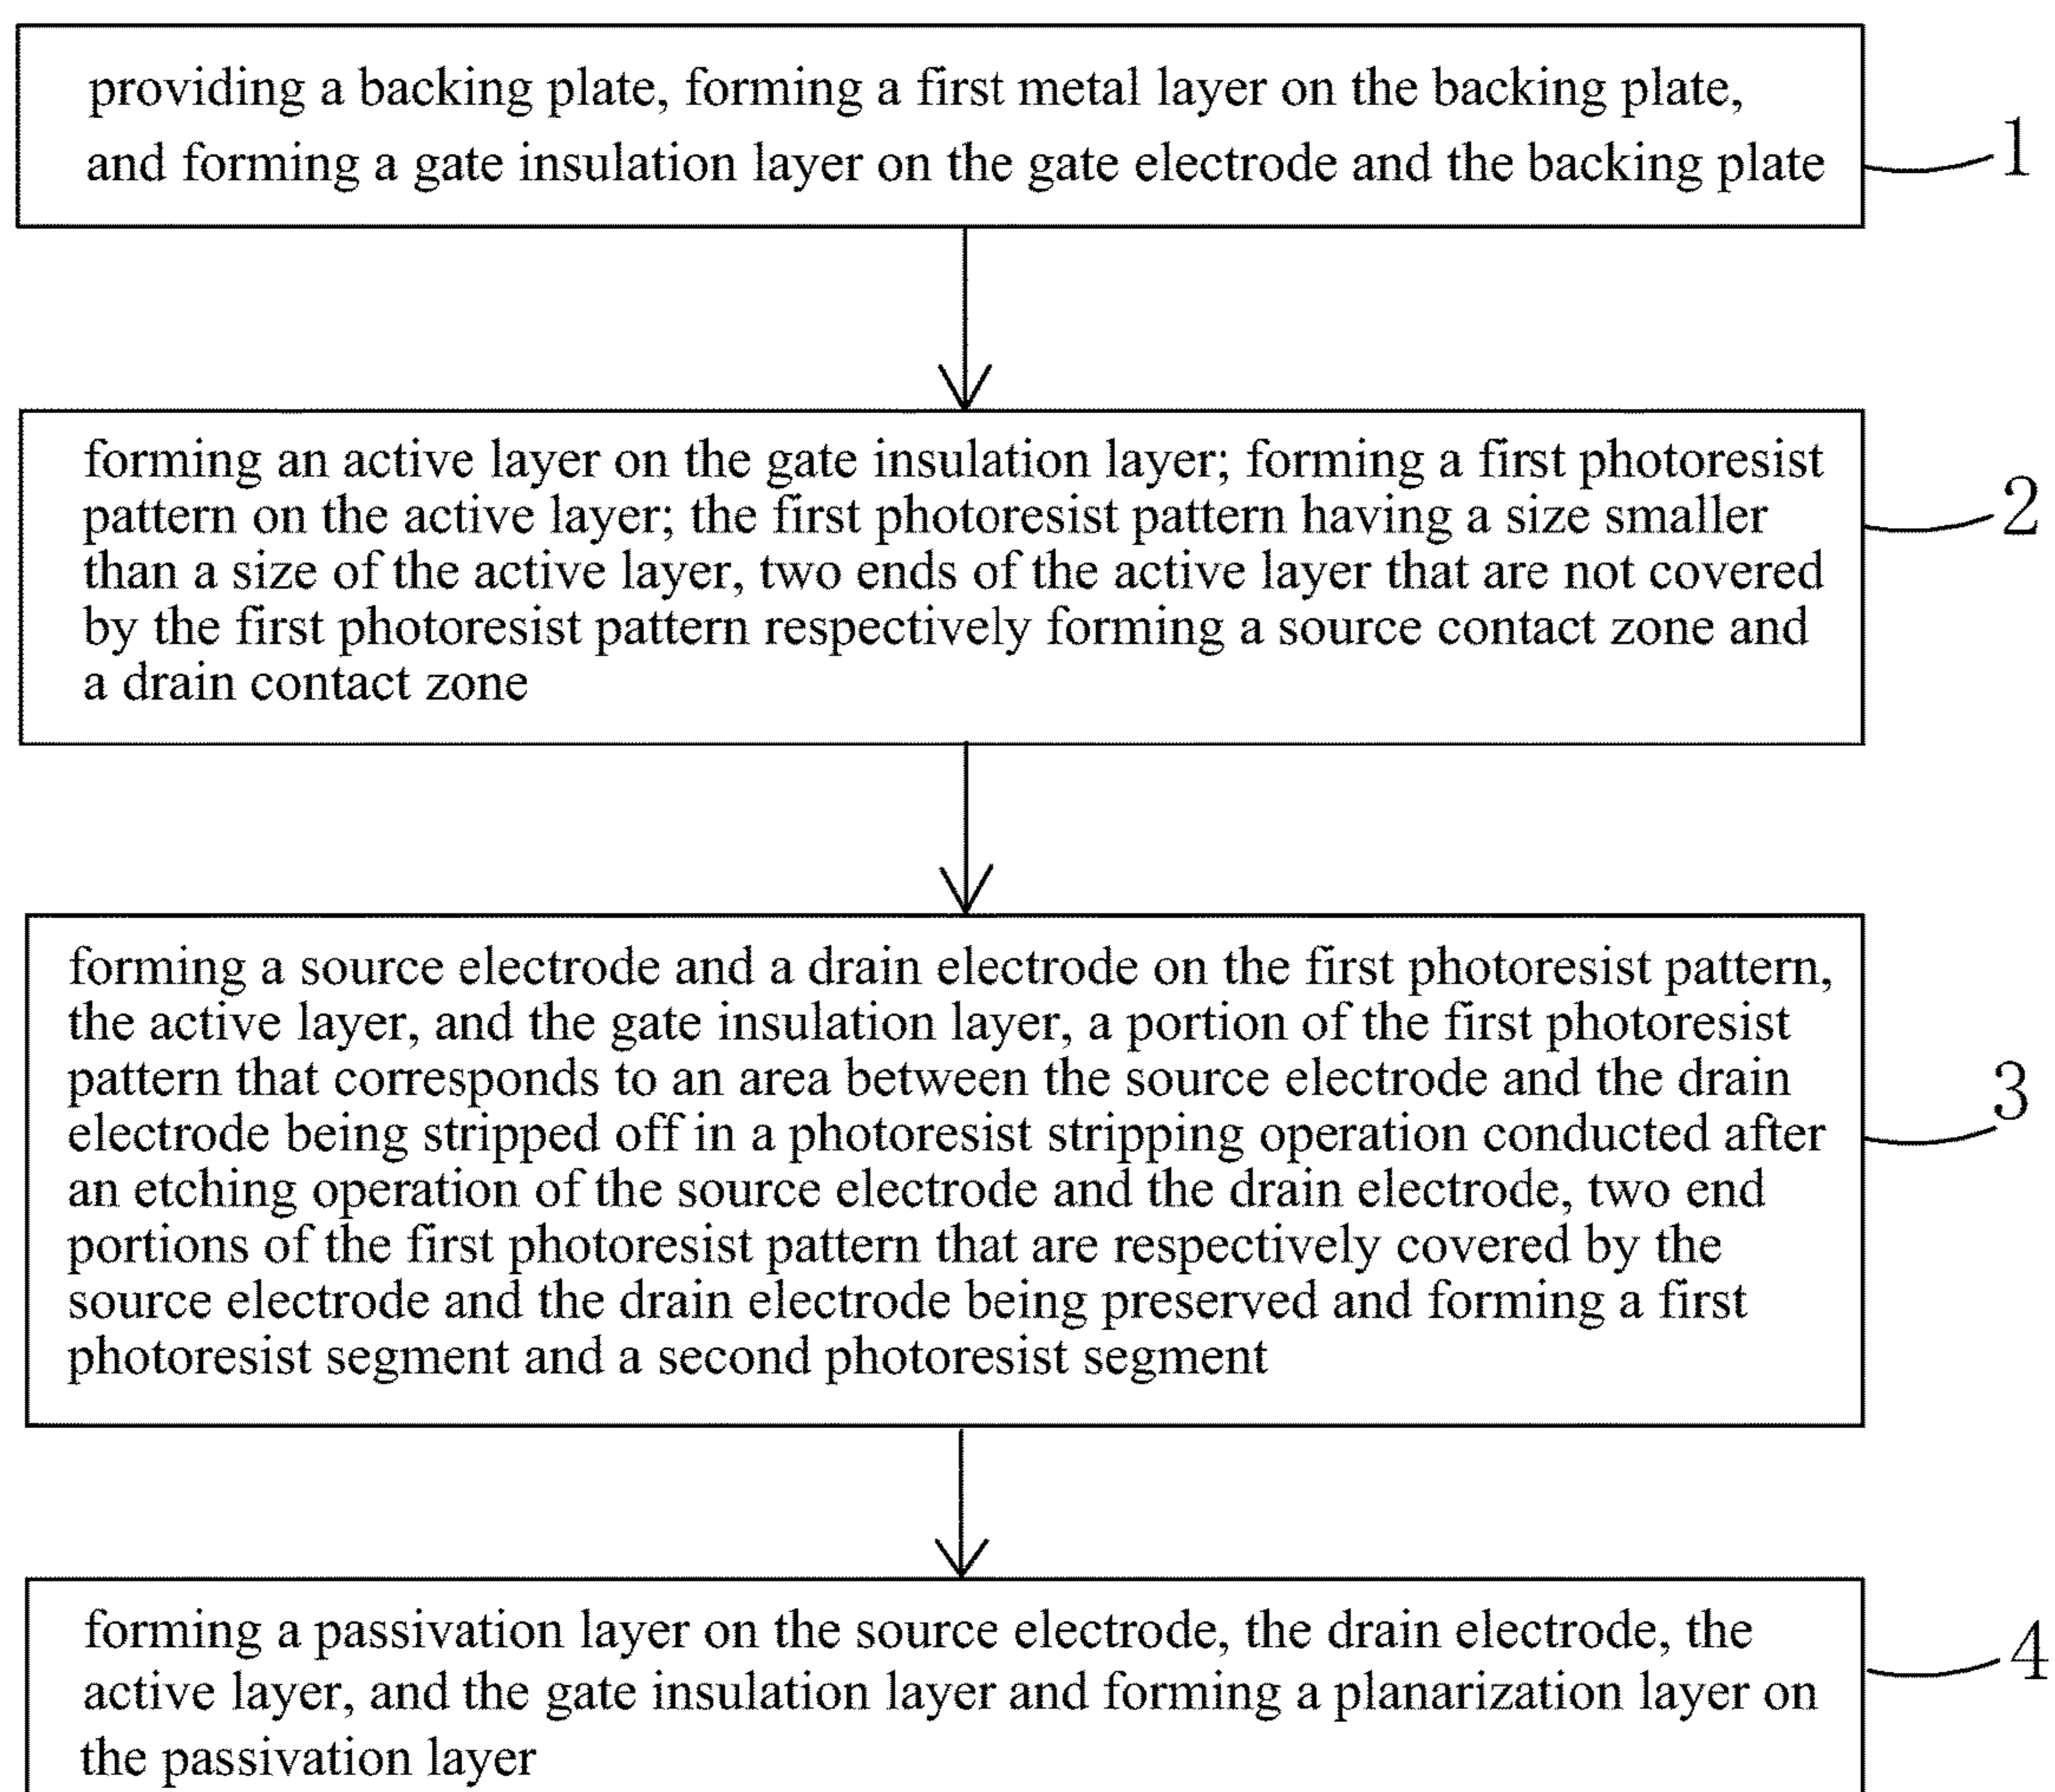 providing a backing plate, forming a first metal layer on the backing plate,
and forming a gate insulation layer on the gate electrode and the backing plate
1
forming an active layer on the gate insulation layer; forming a first photoresist
pattern on the active layer; the first photoresist pattern having a size smaller
than a size of the active layer, two ends of the active layer that are not covered
by the first photoresist pattern respectively forming a source contact zone and
a drain contact zone
2
forming a source electrode and a drain electrode on the first photoresist pattern,
the active layer, and the gate insulation layer, a portion of the first photoresist
pattern that corresponds to an area between the source electrode and the drain
electrode being stripped off in a photoresist stripping operation conducted after
an etching operation of the source electrode and the drain electrode, two end
portions of the first photoresist pattern that are respectively covered by the
source electrode and the drain electrode being preserved and forming a first
photoresist segment and a second photoresist segment
3
forming a passivation layer on the source electrode, the drain electrode, the
active layer, and the gate insulation layer and forming a planarization layer on
the passivation layer
4